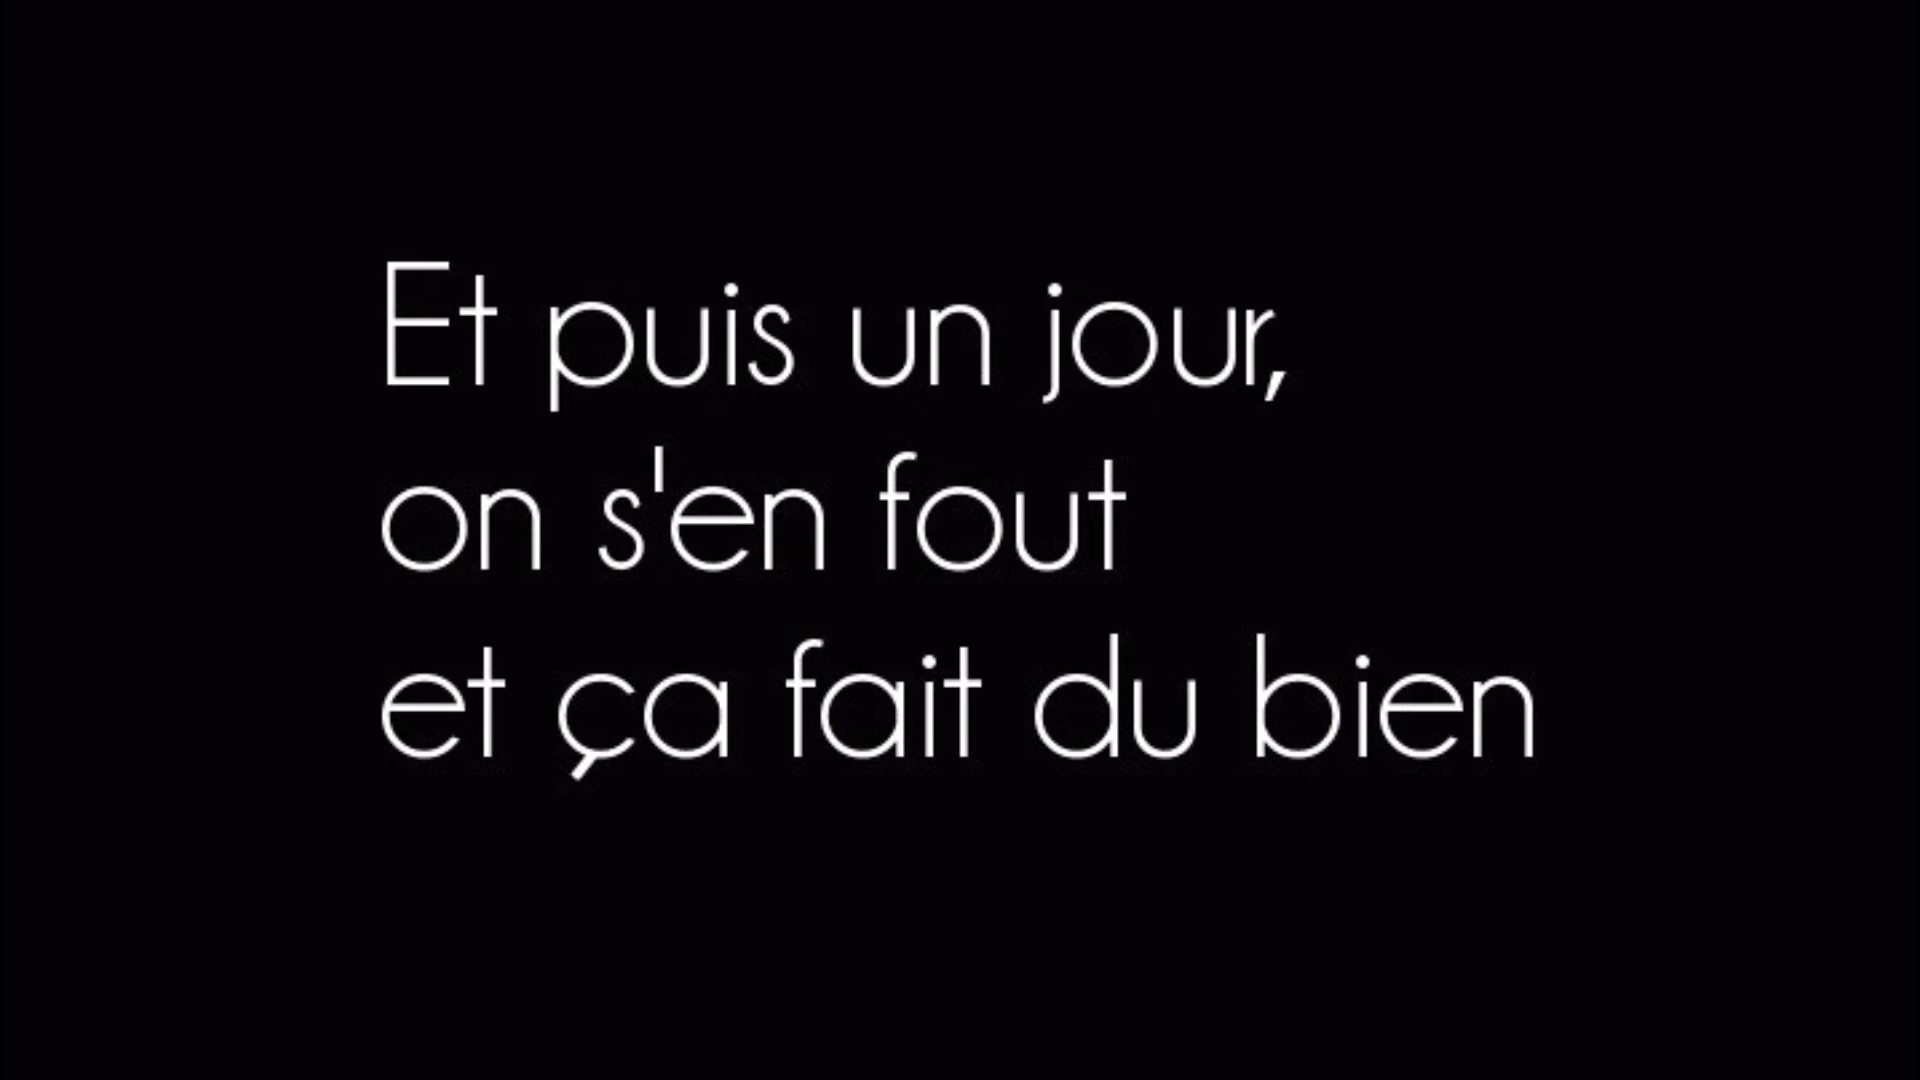 Et puis un jour,
on s'en fout
et ça fait du bien